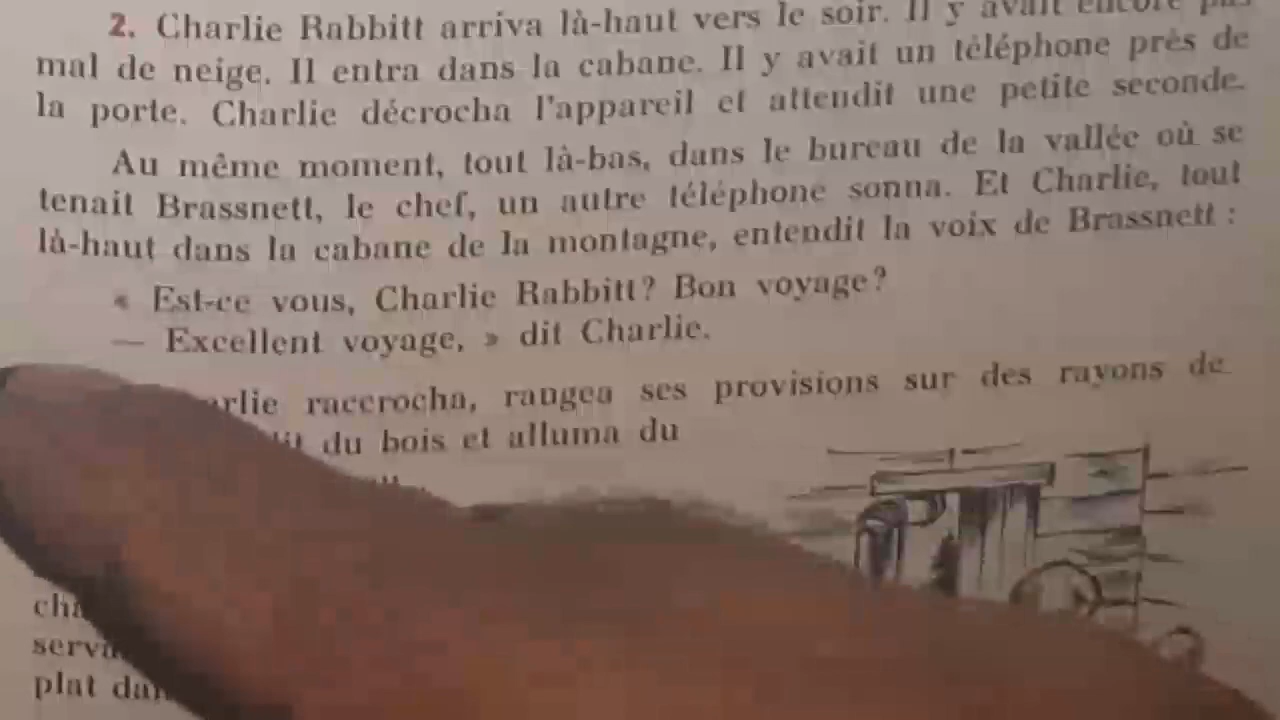 2. Charlie Rabbitt arriva là-haut vers le soir. Il y avait encore pas
mal de neige. Il entra dans la cabane. Il y avait un téléphone près de
la porte. Charlie décrocha l'appareil et attendit une petite seconde.
Au même moment, tout là-bas, dans le bureau de la vallée où se
tenait Brassnett, le chef, un autre téléphone sonna. Et Charlie, tout
là-haut dans la cabane de la montagne, entendit la voix de Brassnett :
« Est-ce vous, Charlie Rabbitt? Bon voyage?
— Excellent voyage, » dit Charlie.
rlie raccrocha, rangea ses provisions sur des rayons de
du bois et alluma du
plat